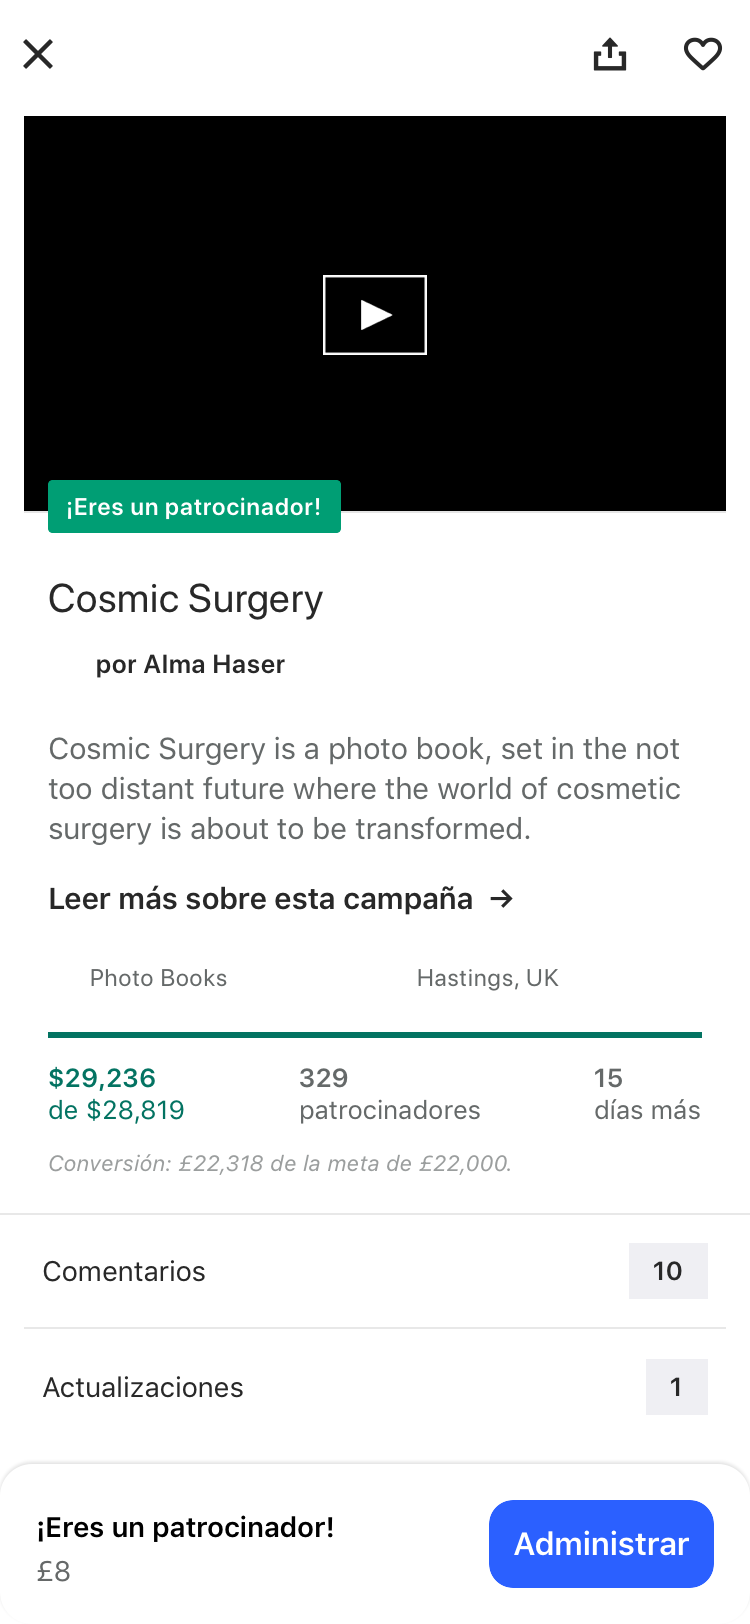 ¡Eres un patrocinador!
Cosmic Surgery
por Alma Haser
Cosmic Surgery is a photo book, set in the not
too distant future where the world of cosmetic
surgery is about to be transformed.
Leer más sobre esta campaña →
Photo Books
Hastings, UK
$29,236
de $28,819
329
patrocinadores
15
días más
Conversión: £22,318 de la meta de £22,000.
Comentarios
10
Actualizaciones
1
¡Eres un patrocinador!
£8
Administrar